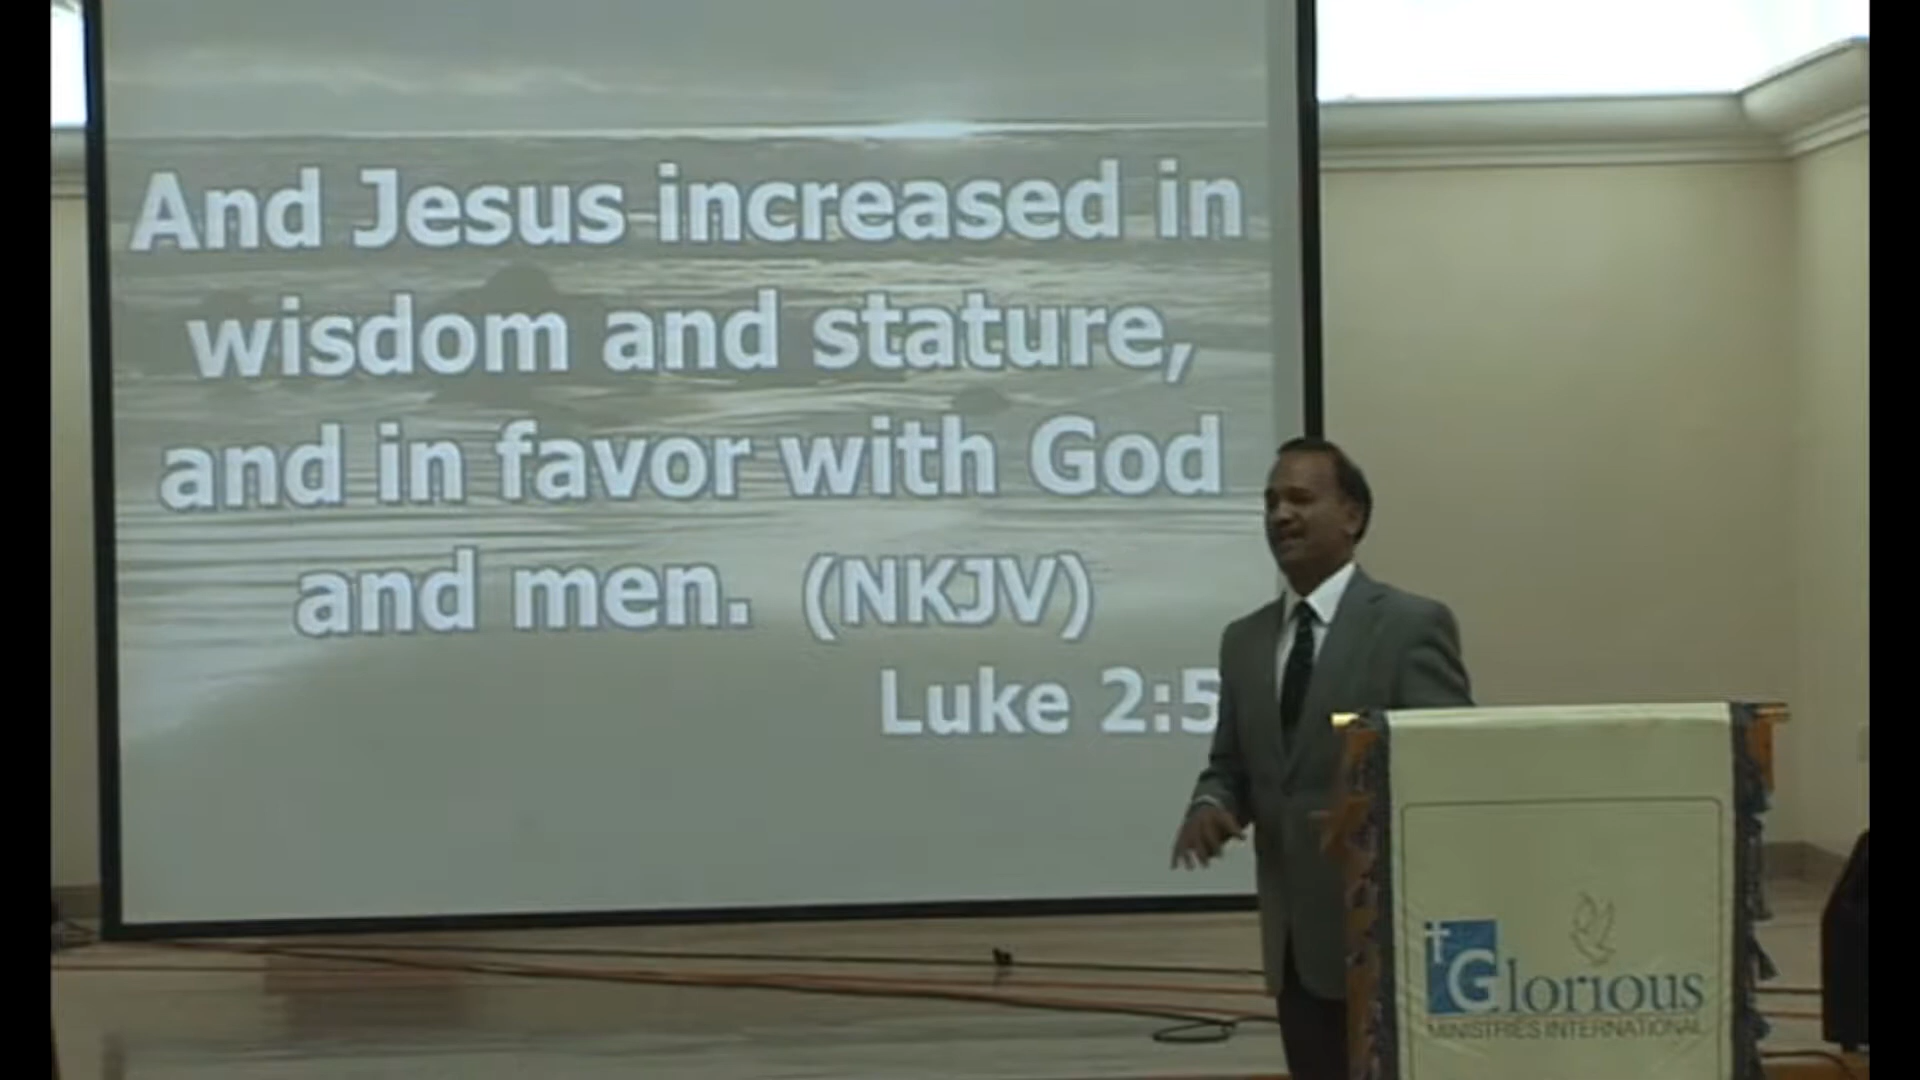 And Jesus increased in
wisdom and stature,
and in favor with God
and men. (NKJV)
Luke 2:5
Glorious
MINISTRIES INTERNATIONAL